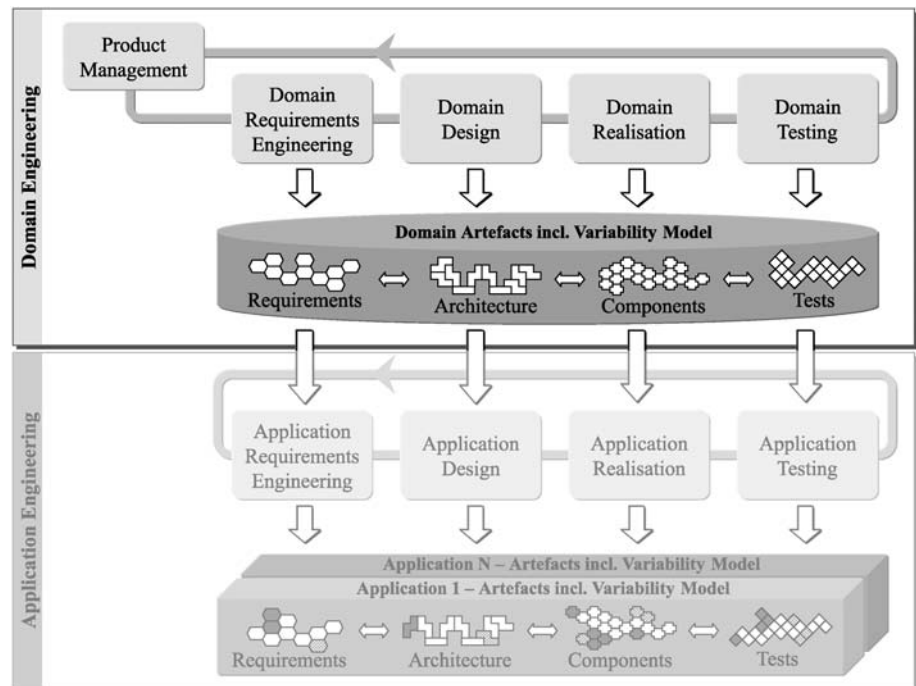 Domain Engineering
Product
Management
Domain
Requirements
Engineering
Domain
Design
Domain
Realisation
Domain
Testing
Domain Artefacts incl. Variability Model
Requirements
Architecture
Components
Tests
Application Engineering
Application
Requirements
Engineering
Application
Design
Application
Realisation
Application
Testing
Application N – Artefacts incl. Variability Model
Application 1 – Artefacts incl. Variability Model
Requirements
Architecture
Components
Tests